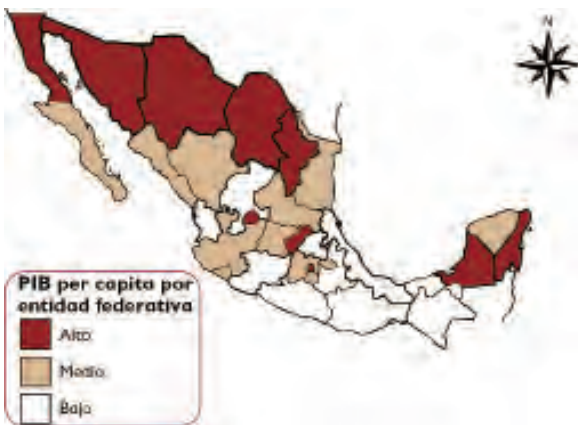 N
PIB per capita por
entidad federativa
Alto
Medio
Bajo